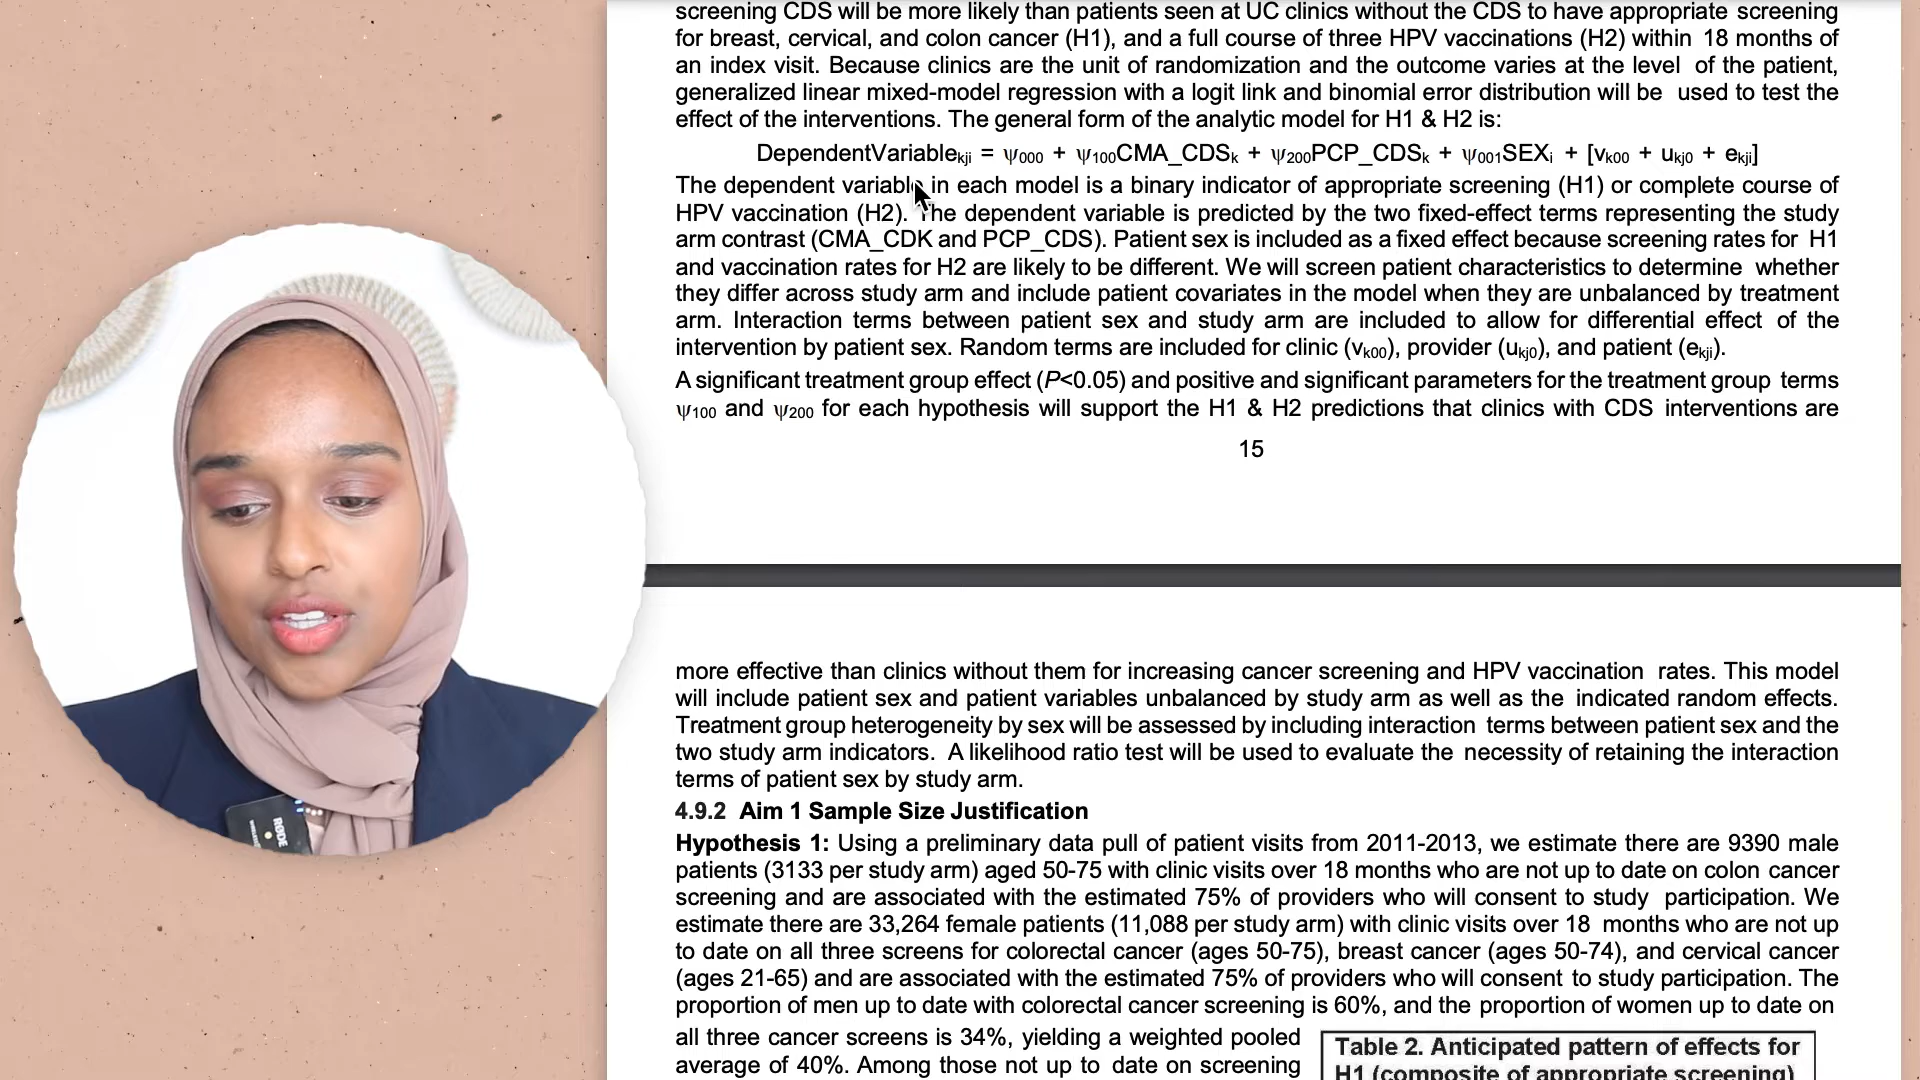 screening CDS will be more likely than patients seen at UC clinics without the CDS to have appropriate screening
for breast, cervical, and colon cancer (H1), and a full course of three HPV vaccinations (H2) within 18 months of
an index visit. Because clinics are the unit of randomization and the outcome varies at the level of the patient,
generalized linear mixed-model regression with a logit link and binomial error distribution will be used to test the
effect of the interventions. The general form of the analytic model for H1 & H2 is:
DependentVariablekji = ψ000 + ψ100CMA_CDSk + ψ200PCP_CDSk + ψ001SEXi + [vk00 + ukj0 + ekji]
The dependent variable in each model is a binary indicator of appropriate screening (H1) or complete course of
HPV vaccination (H2). The dependent variable is predicted by the two fixed-effect terms representing the study
arm contrast (CMA_CDK and PCP_CDS). Patient sex is included as a fixed effect because screening rates for H1
and vaccination rates for H2 are likely to be different. We will screen patient characteristics to determine whether
they differ across study arm and include patient covariates in the model when they are unbalanced by treatment
arm. Interaction terms between patient sex and study arm are included to allow for differential effect of the
intervention by patient sex. Random terms are included for clinic (vk00), provider (ukj0), and patient (ekji).
A significant treatment group effect (P<0.05) and positive and significant parameters for the treatment group terms
ψ100 and ψ200 for each hypothesis will support the H1 & H2 predictions that clinics with CDS interventions are
15
more effective than clinics without them for increasing cancer screening and HPV vaccination rates. This model
will include patient sex and patient variables unbalanced by study arm as well as the indicated random effects.
Treatment group heterogeneity by sex will be assessed by including interaction terms between patient sex and the
two study arm indicators. A likelihood ratio test will be used to evaluate the necessity of retaining the interaction
terms of patient sex by study arm.
4.9.2 Aim 1 Sample Size Justification
Hypothesis 1: Using a preliminary data pull of patient visits from 2011-2013, we estimate there are 9390 male
patients (3133 per study arm) aged 50-75 with clinic visits over 18 months who are not up to date on colon cancer
screening and are associated with the estimated 75% of providers who will consent to study participation. We
estimate there are 33,264 female patients (11,088 per study arm) with clinic visits over 18 months who are not up
to date on all three screens for colorectal cancer (ages 50-75), breast cancer (ages 50-74), and cervical cancer
(ages 21-65) and are associated with the estimated 75% of providers who will consent to study participation. The
proportion of men up to date with colorectal cancer screening is 60%, and the proportion of women up to date on
all three cancer screens is 34%, yielding a weighted pooled
average of 40%. Among those not up to date on screening
Table 2. Anticipated pattern of effects for
H1 (composite of appropriate screening)
RØDE